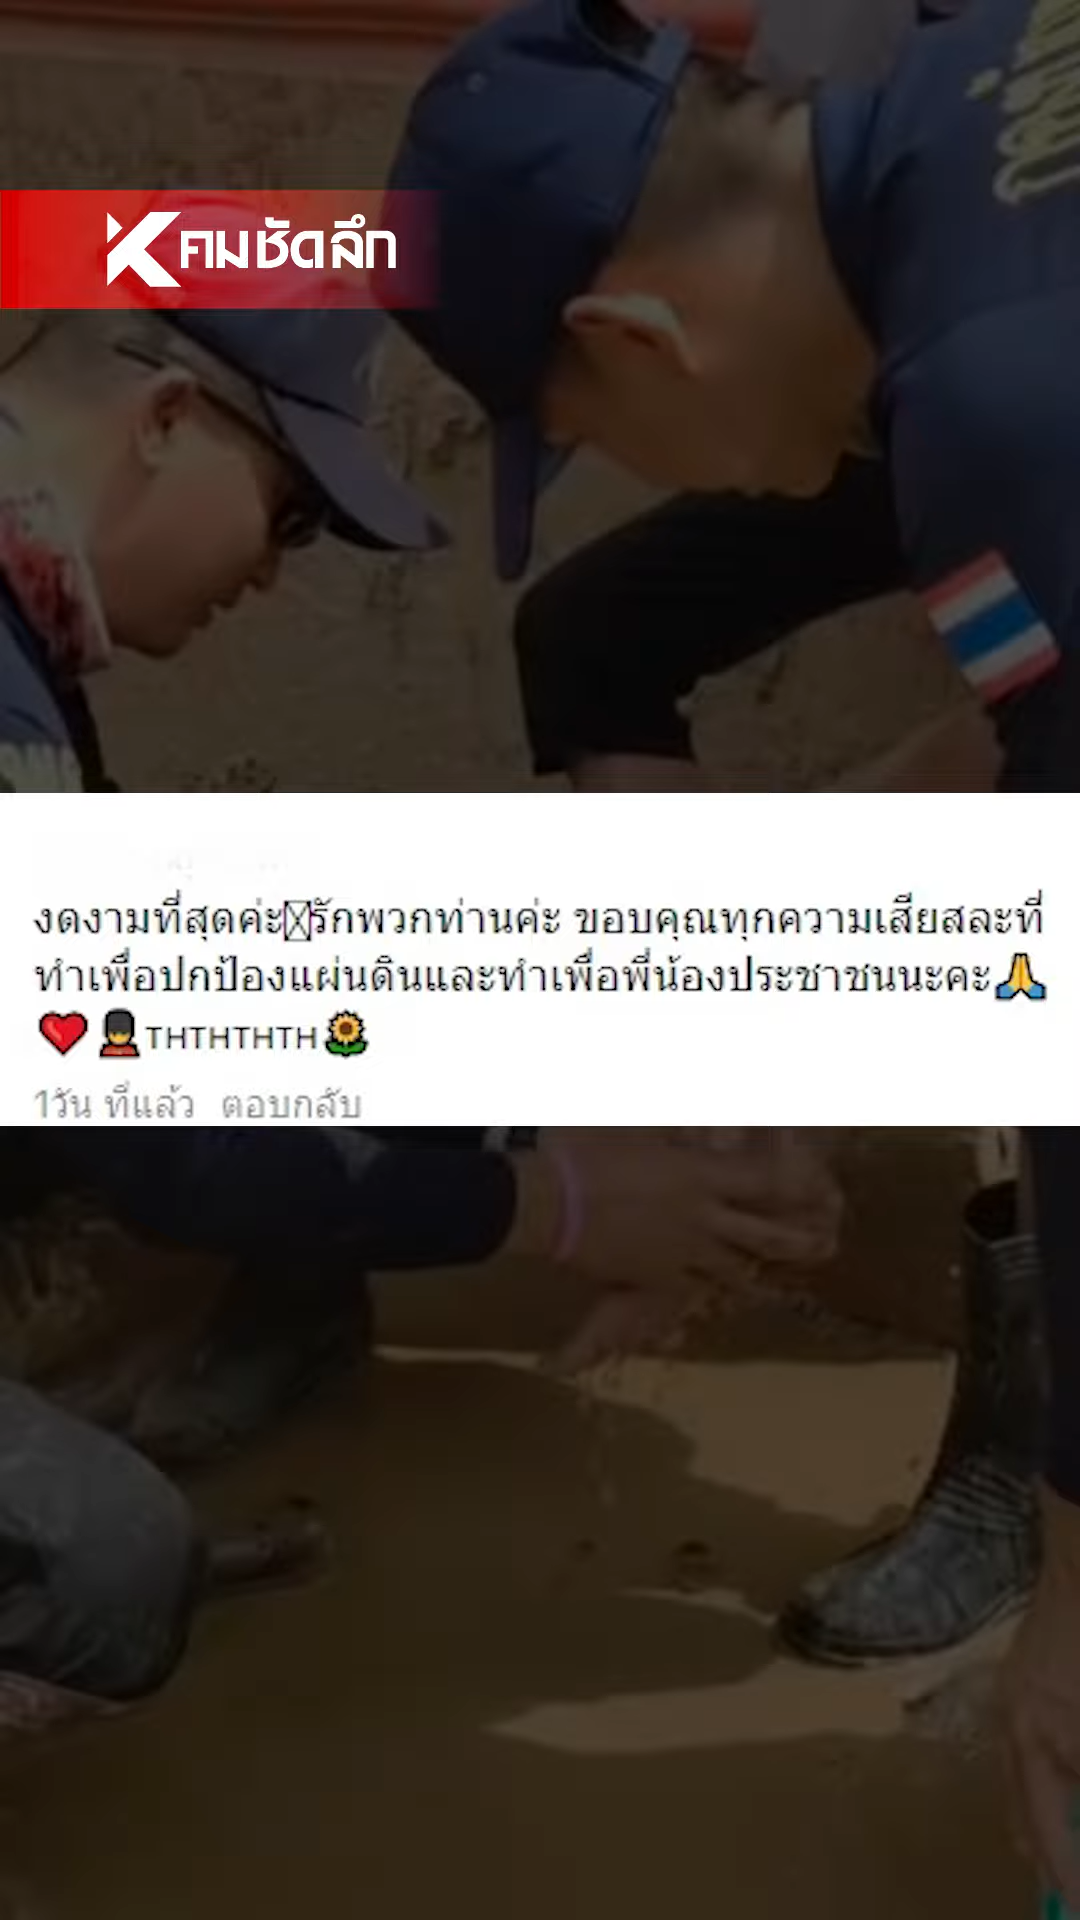 คมชัดลึก
งดงามที่สุดค่ะรักพวกท่านค่ะ ขอบคุณทุกความเสียสละที่
ทำเพื่อปกป้องแผ่นดินและทำเพื่อพี่น้องประชาชนนะคะ🙏
❤️💂THTHTHTH🌻
1วัน ที่แล้ว ตอบกลับ